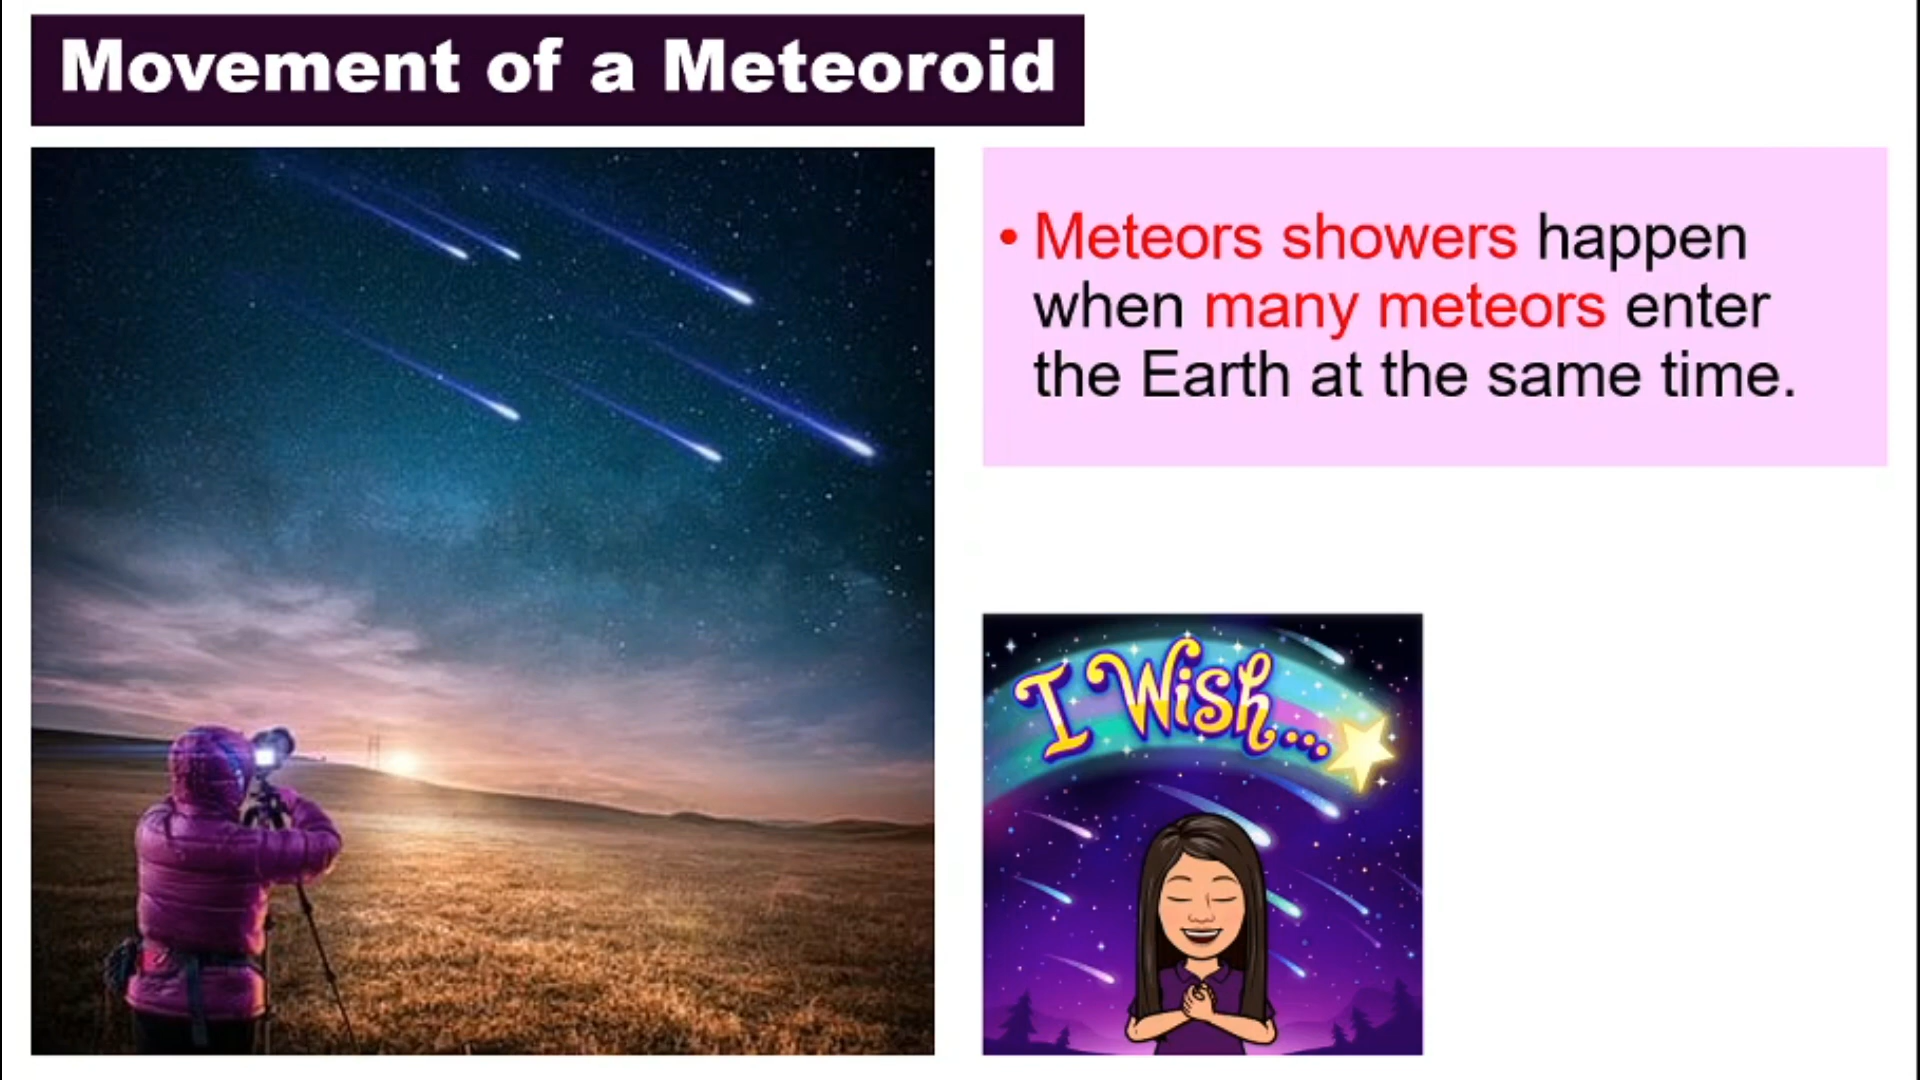 Movement of a Meteoroid
• Meteors showers happen
when many meteors enter
the Earth at the same time.
I Wish...